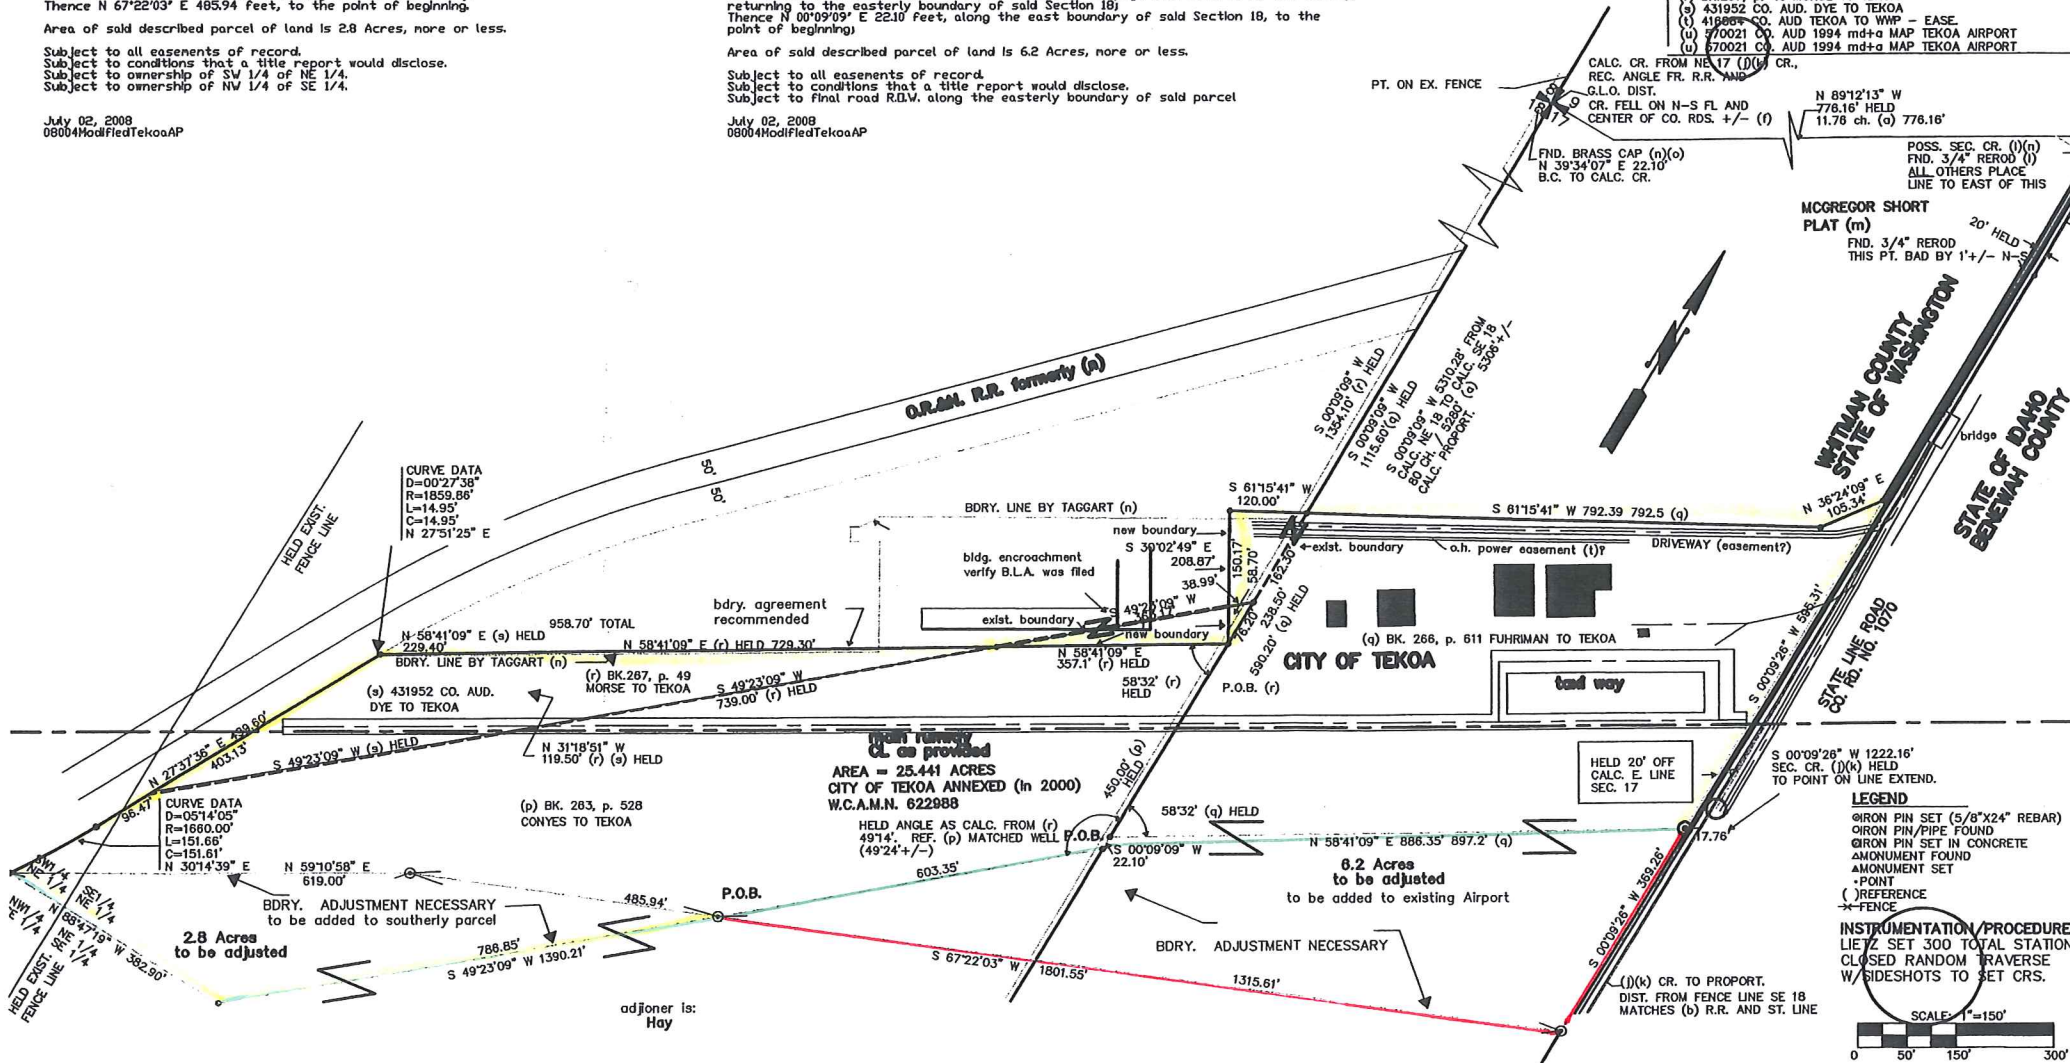 Thence N 67°22'03" E 485.94 feet, to the point of beginning.
Area of said described parcel of land is 2.8 Acres, more or less.
Subject to all easements of record.
Subject to conditions that a title report would disclose.
Subject to ownership of SW 1/4 of NE 1/4.
Subject to ownership of NW 1/4 of SE 1/4.
July 02, 2008
08004ModifiedTekoaAP
returning to the easterly boundary of said Section 18;
Thence N 00°09'09" E 22.10 feet, along the east boundary of said Section 18, to the
point of beginning;
Area of said described parcel of land is 6.2 Acres, more or less.
Subject to all easements of record.
Subject to conditions that a title report would disclose.
Subject to final road R.O.W. along the easterly boundary of said parcel
July 02, 2008
08004ModifiedTekoaAP
(s) 431952 CO. AUD. DYE TO TEKOA
(t) CO. AUD TEKOA TO WWP - EASE.
(u) 570021 CO. AUD 1994 md+a MAP TEKOA AIRPORT
(u) 570021 CO. AUD 1994 md+a MAP TEKOA AIRPORT
PT. ON EX. FENCE
CALC. CR. FROM NE 17 (j)(k) CR.,
REC. ANGLE FR. R.R. AND
G.L.O. DIST.
CR. FELL ON N-S FL AND
CENTER OF CO. RDS. +/- (f)
N 89°12'13" W
776.16' HELD
11.76 ch. (a) 776.16'
FND. BRASS CAP (n)(o)
N 39°34'07" E 22.10'
B.C. TO CALC. CR.
POSS. SEC. CR. (l)(n)
FND. 3/4" REROD (l)
ALL OTHERS PLACE
LINE TO EAST OF THIS
MCGREGOR SHORT
PLAT (m)
20' HELD
FND. 3/4" REROD
THIS PT. BAD BY 1'+/- N-S
O.R.&N. R.R. formerly (n)
50'
50'
S 00°09'09" W
1354.10' (r) HELD
S 00°09'09" W
1115.60'(q) HELD
S 00°09'09" W 5310.28' FROM
CALC. NE 18 TO CALC. SE 18
80 CH. / 5280' (a) 5306'+/-
CALC. PROPORT.
WHITMAN COUNTY
STATE OF WASHINGTON
STATE OF IDAHO
BENEWAH COUNTY
bridge
CURVE DATA
D=00°27'38"
R=1859.86'
L=14.95'
C=14.95'
N 27°51'25" E
HELD EXIST.
FENCE LINE
BDRY. LINE BY TAGGART (n)
S 61°15'41" W
120.00'
S 61°15'41" W 792.39 792.5 (q)
N 36°24'09" E
105.34'
new boundary
S 30°02'49" E
208.87'
150.17'
58.70'
162.30'
exist. boundary
o.h. power easement (t)?
DRIVEWAY (easement?)
bldg. encroachment
verify B.L.A. was filed
38.99'
S 49°23'09" W
exist. boundary
new boundary
76.20'
238.50'
590.20' (q) HELD
bdry. agreement
recommended
N 58°41'09" E (s) HELD
229.40'
958.70' TOTAL
N 58°41'09" E (r) HELD 729.30'
BDRY. LINE BY TAGGART (n)
N 58°41'09" E
357.1' (r) HELD
58°32' (r)
HELD
P.O.B. (r)
(q) BK. 266, p. 611 FUHRIMAN TO TEKOA
CITY OF TEKOA
taxi way
S 00°09'26" W 596.31'
STATE LINE ROAD
CO. RD. NO. 1070
(r) BK.267, p. 49
MORSE TO TEKOA
(s) 431952 CO. AUD.
DYE TO TEKOA
S 49°23'09" W
739.00' (r) HELD
N 27°37'36" E 499.60'
403.13'
96.47'
S 49°23'09" W (s) HELD
N 31°18'51" W
119.50' (r) (s) HELD
main runway
CL as provided
AREA = 25.441 ACRES
CITY OF TEKOA ANNEXED (in 2000)
W.C.A.M.N. 622988
HELD ANGLE AS CALC. FROM (r)
49°14'. REF. (p) MATCHED WELL
(49°24'+/-)
450.00' (p)
HELD
P.O.B.
58°32' (q) HELD
S 00°09'09" W
22.10'
HELD 20' OFF
CALC. E. LINE
SEC. 17
S 00°09'26" W 1222.16'
SEC. CR. (j)(k) HELD
TO POINT ON LINE EXTEND.
CURVE DATA
D=05°14'05"
R=1660.00'
L=151.66'
C=151.61'
N 30°14'39" E
(p) BK. 263, p. 528
CONYES TO TEKOA
N 59°10'58" E
619.00'
BDRY. ADJUSTMENT NECESSARY
to be added to southerly parcel
485.94'
P.O.B.
603.35'
N 58°41'09" E 886.35' 897.2' (q)
6.2 Acres
to be adjusted
to be added to existing Airport
17.76'
S 00°09'26" W 369.26'
SW1/4
NE 1/4
NW1/4
N 88°47'19" W 382.90'
HELD EXIST.
FENCE LINE
2.8 Acres
to be adjusted
786.85'
S 49°23'09" W 1390.21'
S 67°22'03" W 1801.55'
1315.61'
BDRY. ADJUSTMENT NECESSARY
adjioner is:
Hay
(j)(k) CR. TO PROPORT.
DIST. FROM FENCE LINE SE 18
MATCHES (b) R.R. AND ST. LINE
LEGEND
IRON PIN SET (5/8"X24" REBAR)
IRON PIN/PIPE FOUND
IRON PIN SET IN CONCRETE
MONUMENT FOUND
MONUMENT SET
POINT
( )REFERENCE
FENCE
INSTRUMENTATION/PROCEDURE
LIETZ SET 300 TOTAL STATION
CLOSED RANDOM TRAVERSE
W/SIDESHOTS TO SET CRS.
SCALE: 1"=150'
0 50' 150' 300'